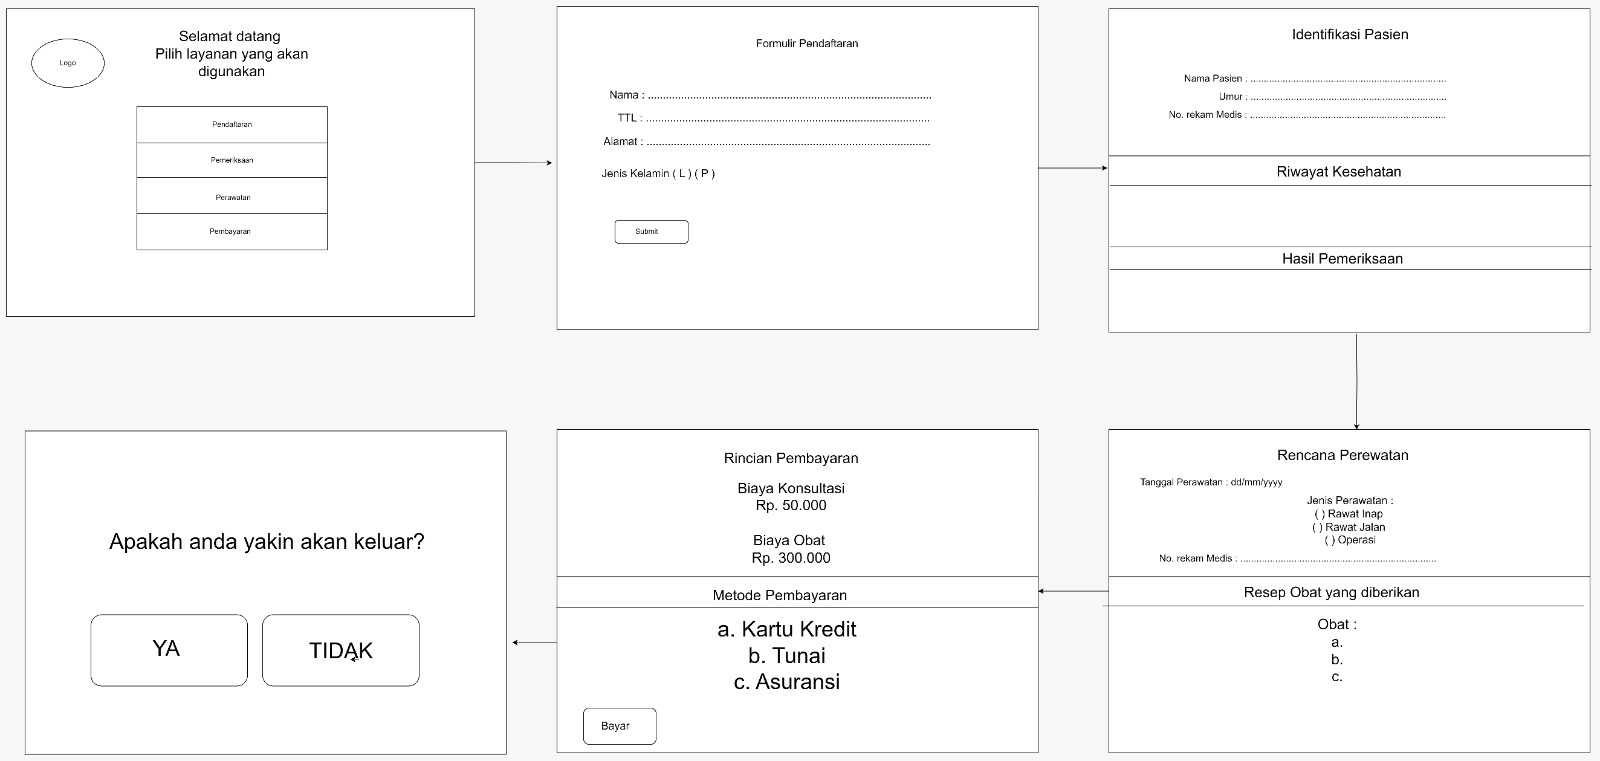 Logo
Selamat datang
Pilih layanan yang akan
digunakan
Pendaftaran
Pemeriksaan
Perawatan
Pembayaran
Formulir Pendaftaran
Nama : ...............................................................................................
TTL : ...............................................................................................
Alamat : ...............................................................................................
Jenis Kelamin ( L ) ( P )
Submit
Identifikasi Pasien
Nama Pasien : ...........................................................................
Umur : ...........................................................................
No. rekam Medis : ...........................................................................
Riwayat Kesehatan
Hasil Pemeriksaan
Rencana Perewatan
Tanggal Perawatan : dd/mm/yyyy
Jenis Perawatan :
( ) Rawat Inap
( ) Rawat Jalan
( ) Operasi
No. rekam Medis : ...........................................................................
Resep Obat yang diberikan
Obat :
a.
b.
c.
Rincian Pembayaran
Biaya Konsultasi
Rp. 50.000
Biaya Obat
Rp. 300.000
Metode Pembayaran
a. Kartu Kredit
b. Tunai
c. Asuransi
Bayar
Apakah anda yakin akan keluar?
YA
TIDAK